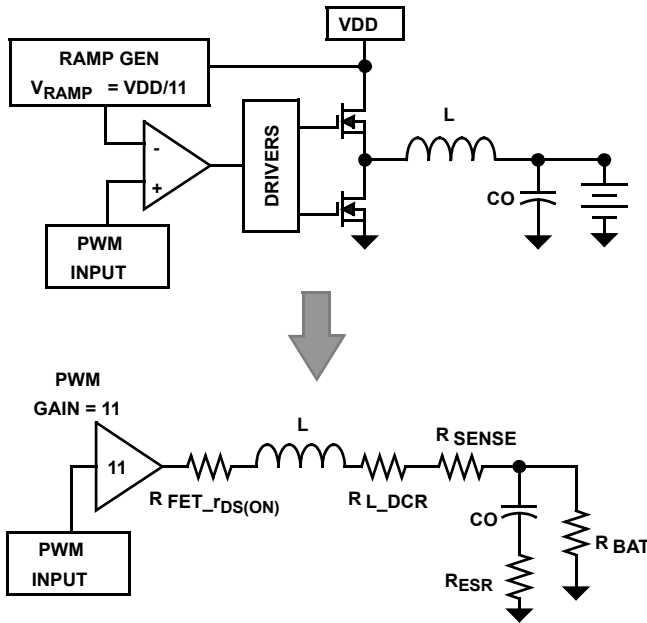 VDD
RAMP GEN
VRAMP = VDD/11
-
+
DRIVERS
L
CO
PWM
INPUT
PWM
GAIN = 11
11
L
RSENSE
RFET_rDS(ON)
RL_DCR
CO
RBAT
RESR
PWM
INPUT